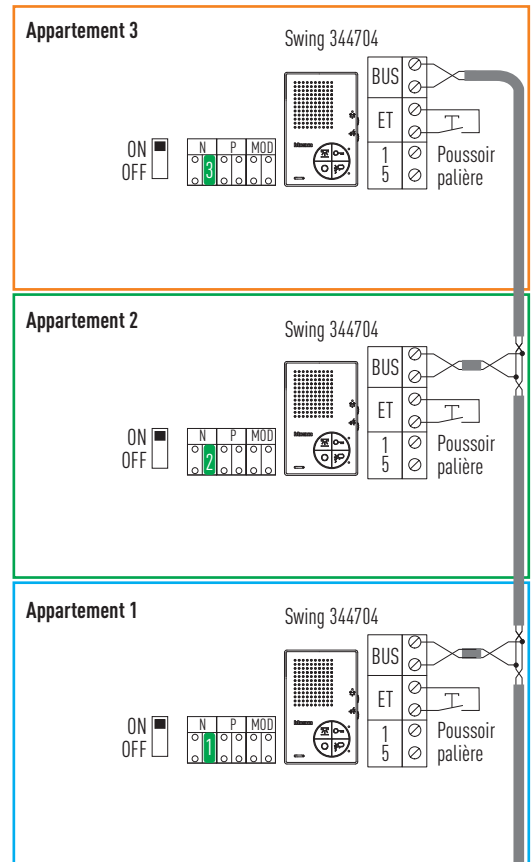 Appartement 3
Swing 344704
ON
OFF
N P MOD
3
BUS
ET
1
5
Poussoir
palière
Appartement 2
Swing 344704
ON
OFF
N P MOD
2
BUS
ET
1
5
Poussoir
palière
Appartement 1
Swing 344704
ON
OFF
N P MOD
1
BUS
ET
1
5
Poussoir
palière